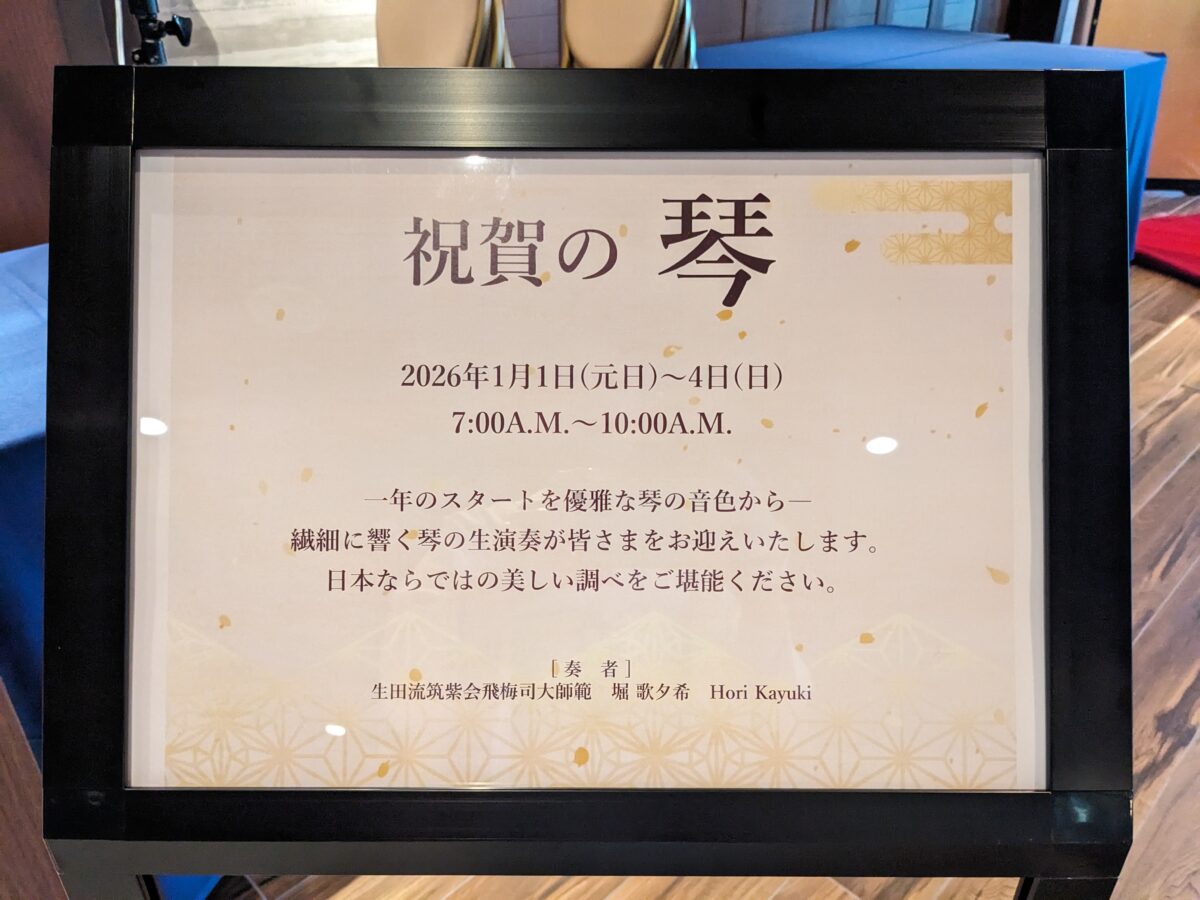 祝賀の 琴
2026年1月1日(元日)～4日(日)
7:00A.M.～10:00A.M.
一年のスタートを優雅な琴の音色から―
繊細に響く琴の生演奏が皆さまをお迎えいたします。
日本ならではの美しい調べをご堪能ください。
[ 奏　者 ]
生田流筑紫会飛梅司大師範　堀 歌夕希　Hori Kayuki